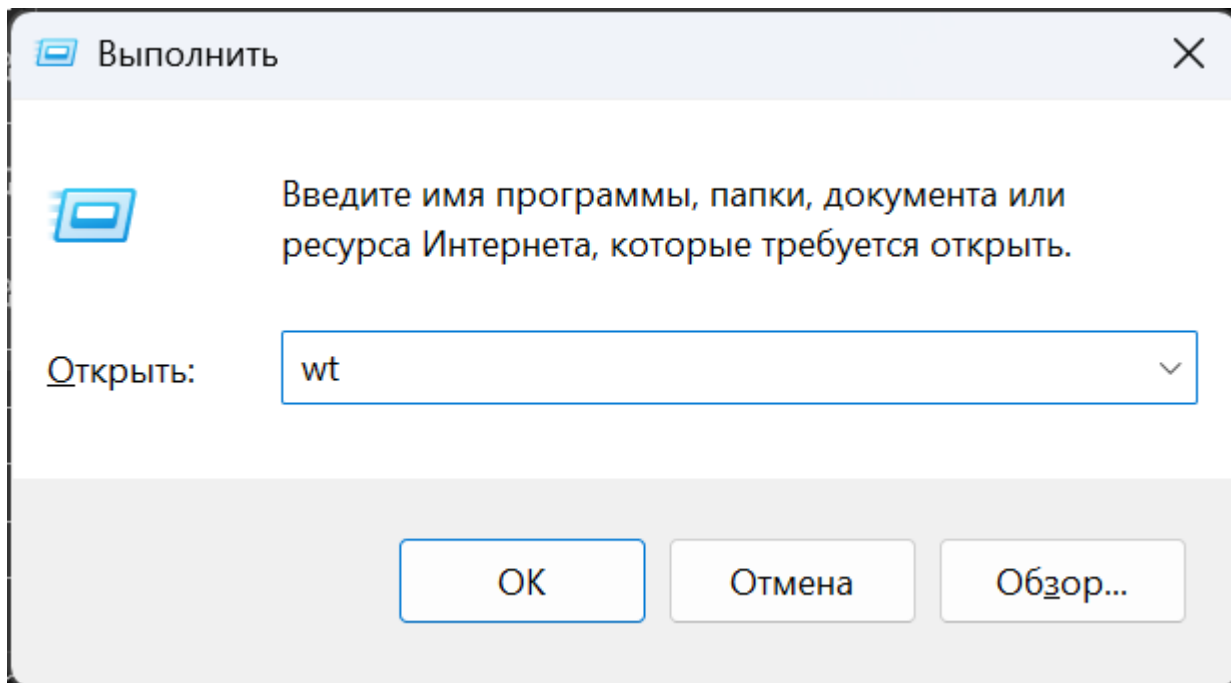 Выполнить
Введите имя программы, папки, документа или
ресурса Интернета, которые требуется открыть.
Открыть: wt
ОК Отмена Обзор...